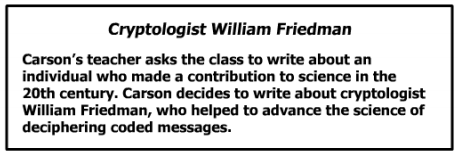 Cryptologist William Friedman
Carson's teacher asks the class to write about an
individual who made a contribution to science in the
20th century. Carson decides to write about cryptologist
William Friedman, who helped to advance the science of
deciphering coded messages.